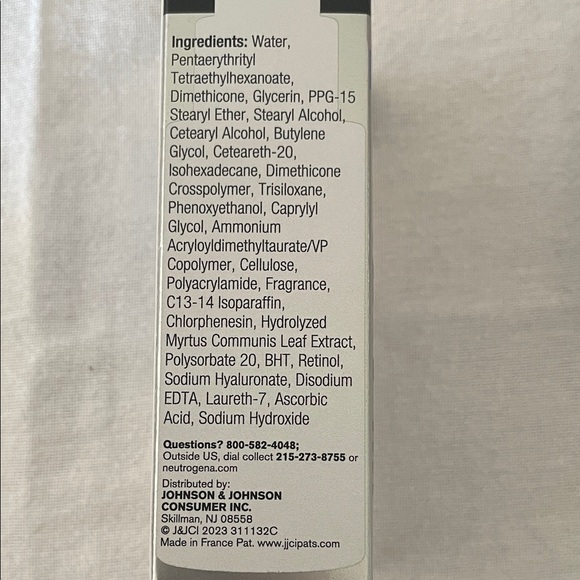 Ingredients: Water,
Pentaerythrityl
Tetraethylhexanoate,
Dimethicone, Glycerin, PPG-15
Stearyl Ether, Stearyl Alcohol,
Cetearyl Alcohol, Butylene
Glycol, Ceteareth-20,
Isohexadecane, Dimethicone
Crosspolymer, Trisiloxane,
Phenoxyethanol, Caprylyl
Glycol, Ammonium
Acryloyldimethyltaurate/VP
Copolymer, Cellulose,
Polyacrylamide, Fragrance,
C13-14 Isoparaffin,
Chlorphenesin, Hydrolyzed
Myrtus Communis Leaf Extract,
Polysorbate 20, BHT, Retinol,
Sodium Hyaluronate, Disodium
EDTA, Laureth-7, Ascorbic
Acid, Sodium Hydroxide
Questions? 800-582-4048;
Outside US, dial collect 215-273-8755 or
neutrogena.com
Distributed by:
JOHNSON & JOHNSON
CONSUMER INC.
Skillman, NJ 08558
© J&JCI 2023 311132C
Made in France Pat. www.jjcipats.com